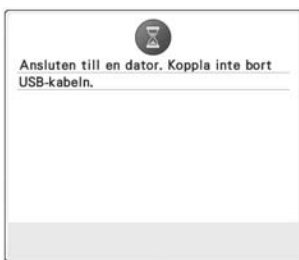 Ansluten till en dator. Koppla inte bort
USB-kabeln.